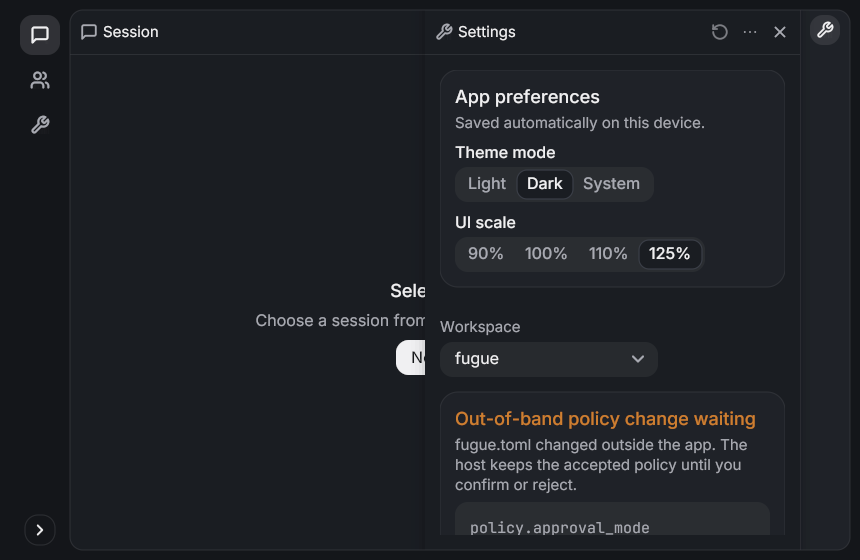 Session
Settings
App preferences
Saved automatically on this device.
Theme mode
Light Dark System
UI scale
90% 100% 110% 125%
Sele
Choose a session from
Workspace
fugue
Out-of-band policy change waiting
fugue.toml changed outside the app. The
host keeps the accepted policy until you
confirm or reject.
policy.approval_mode